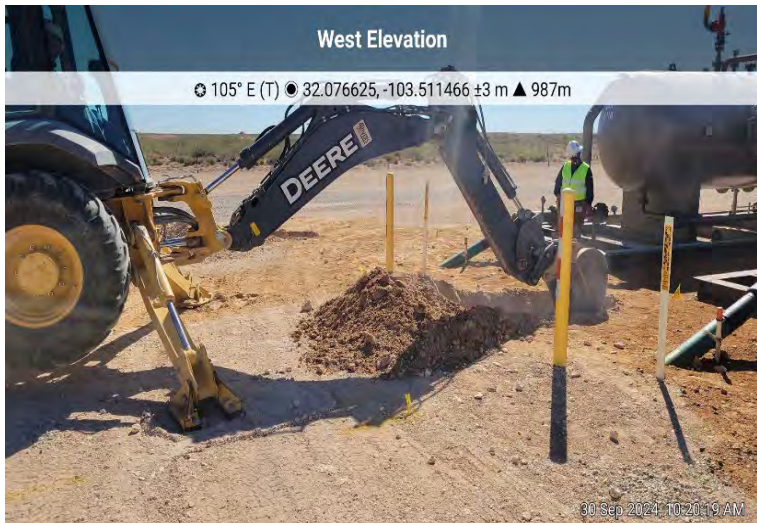 West Elevation
⊛ 105° E (T) ◉ 32.076625, -103.511466 ±3 m ▲ 987m
DEERE
30 Sep 2024, 10:20:19 AM